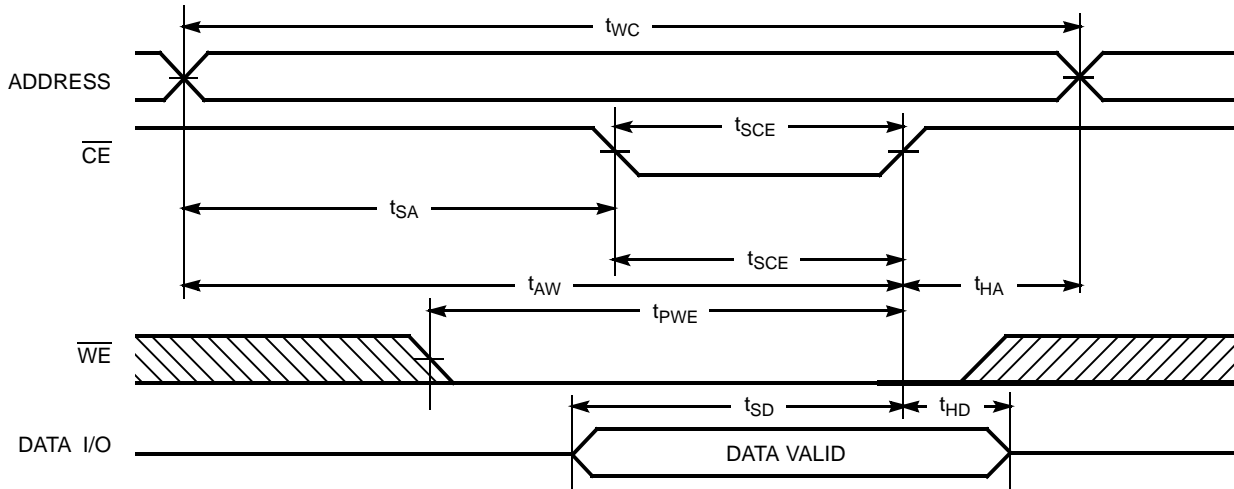 tWC
ADDRESS
tSCE
CE
tSA
tSCE
tAW
tHA
tPWE
WE
tSD
tHD
DATA I/O
DATA VALID